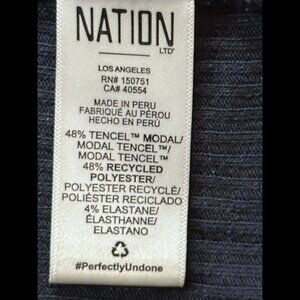 NATION
LTD
LOS ANGELES
RN# 150751
CA# 40554
MADE IN PERU
FABRIQUÉ AU PÉROU
HECHO EN PERÚ
48% TENCEL™ MODAL/
MODAL TENCEL™/
MODAL TENCEL™
48% RECYCLED
POLYESTER/
POLYESTER RECYCLÉ/
POLIÉSTER RECICLADO
4% ELASTANE/
ÉLASTHANNE/
ELASTANO
#PerfectlyUndone